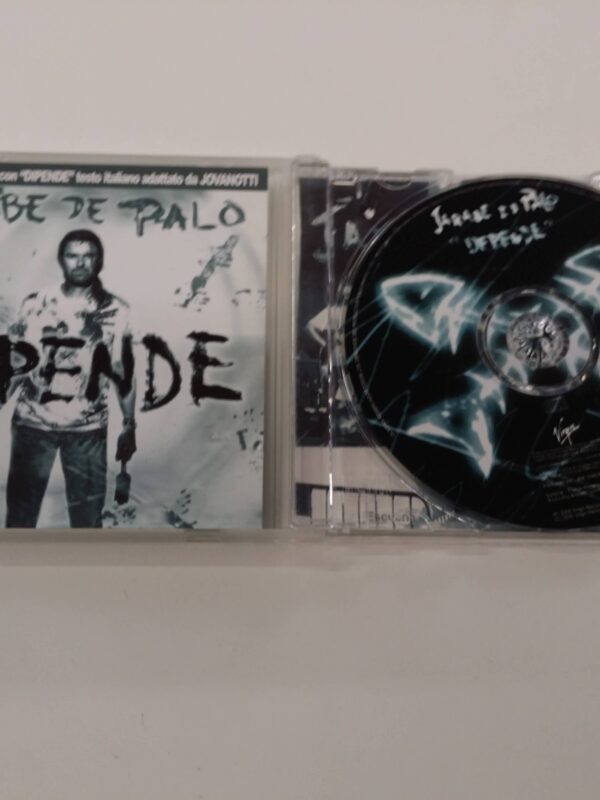 con "DIPENDE" testo italiano adattato da JOVANOTTI
BE DE PALO
PENDE
JARABE DE PALO
"DEPENDE"
Virgin